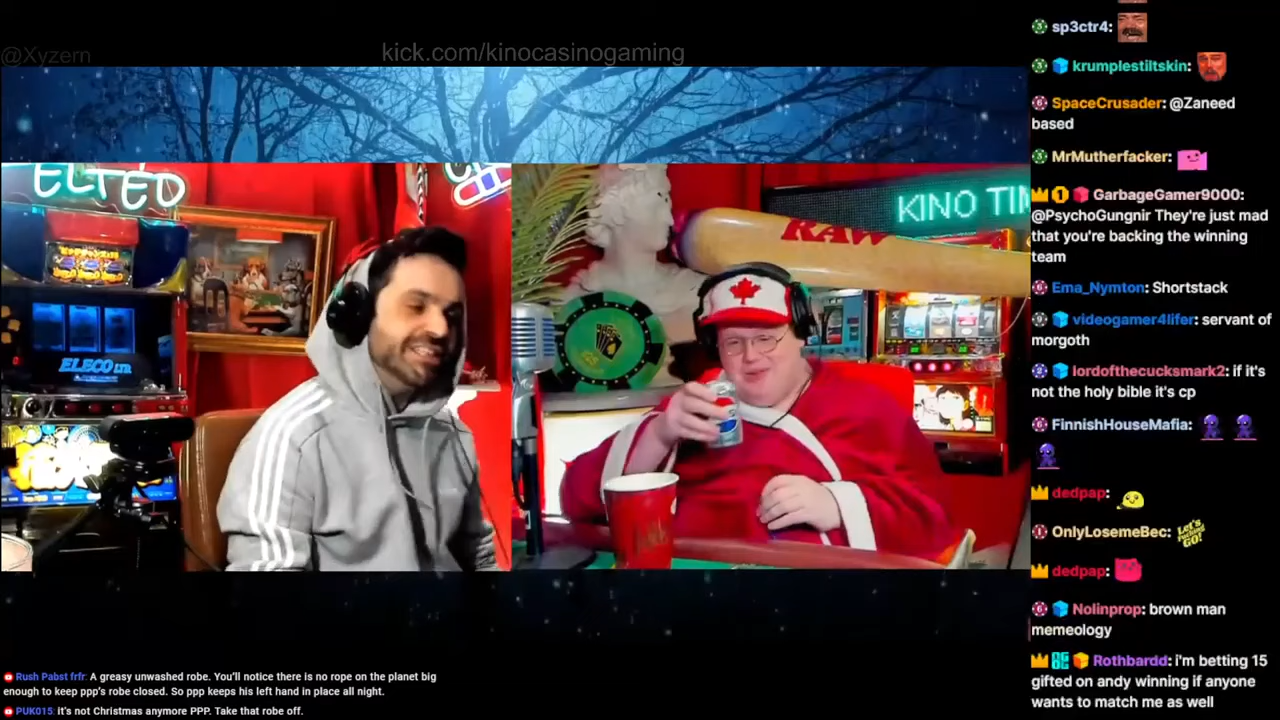 @Xyzern
kick.com/kinocasinogaming
ELTED
KINO TIM
RAW
ELECO LTD
sp3ctr4:
krumplestiltskin:
SpaceCrusader: @Zaneed
based
MrMutherfacker:
GarbageGamer9000:
@PsychoGungnir They're just mad
that you're backing the winning
team
Ema_Nymton: Shortstack
videogamer4lifer: servant of
morgoth
lordofthecucksmark2: if it's
not the holy bible it's cp
FinnishHouseMafia:
dedpap:
OnlyLosemeBec: LET'S GO!
dedpap:
Nolinprop: brown man
memeology
Rothbardd: i'm betting 15
gifted on andy winning if anyone
wants to match me as well
Rush Pabst frfr: A greasy unwashed robe. You'll notice there is no rope on the planet big
enough to keep ppp's robe closed. So ppp keeps his left hand in place all night.
PUK015: it's not Christmas anymore PPP. Take that robe off.